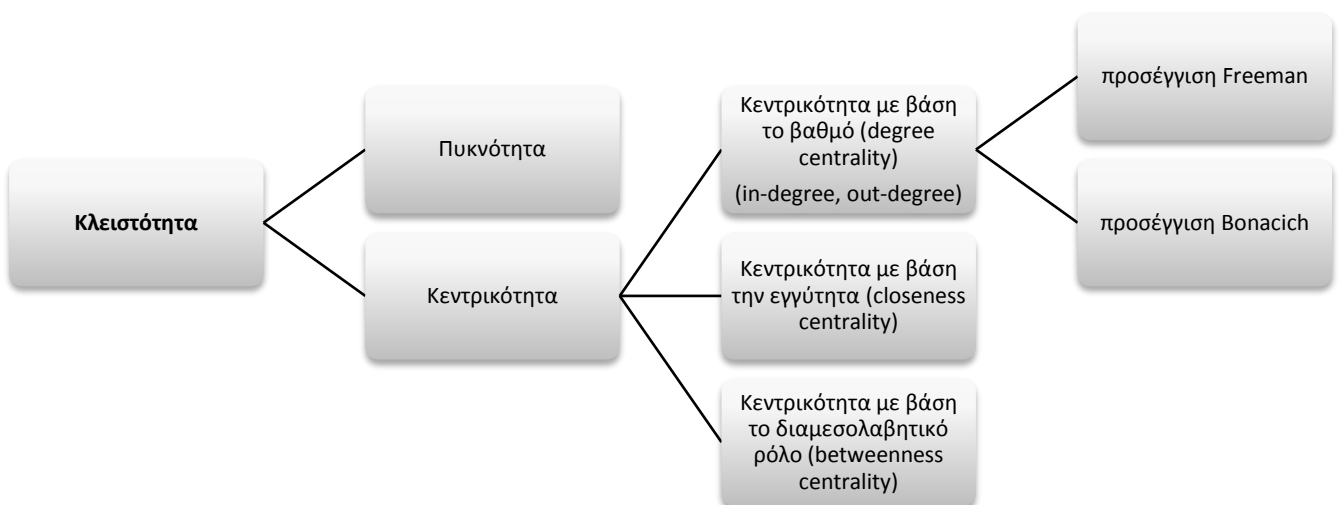 Κλειστότητα
Πυκνότητα
Κεντρικότητα
Κεντρικότητα με βάση
το βαθμό (degree
centrality)
(in-degree, out-degree)
Κεντρικότητα με βάση
την εγγύτητα (closeness
centrality)
Κεντρικότητα με βάση
το διαμεσολαβητικό
ρόλο (betweenness
centrality)
προσέγγιση Freeman
προσέγγιση Bonacich